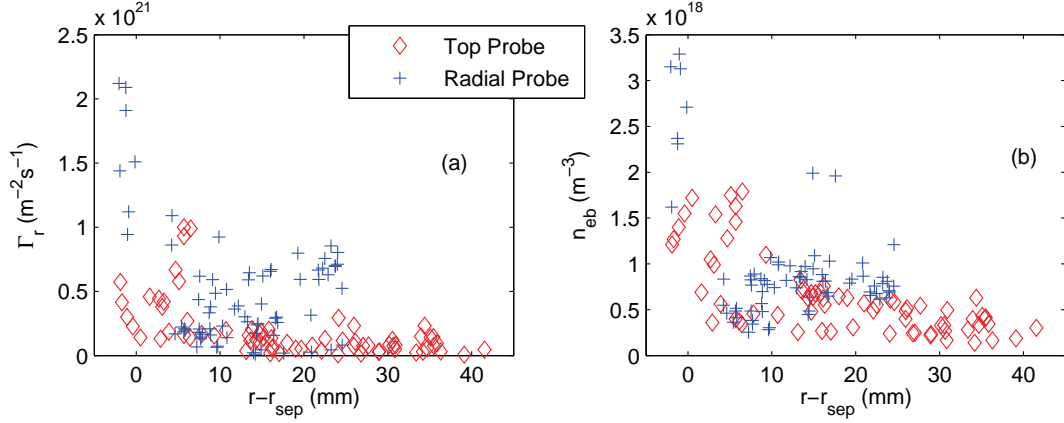 x 10^21
x 10^18
2.5
2
1.5
1
0.5
0
Γ_r (m^−2 s^−1)
0 10 20 30 40
r−r_sep (mm)
(a)
Top Probe
Radial Probe
3.5
3
2.5
2
1.5
1
0.5
0
n_eb (m^−3)
0 10 20 30 40
r−r_sep (mm)
(b)